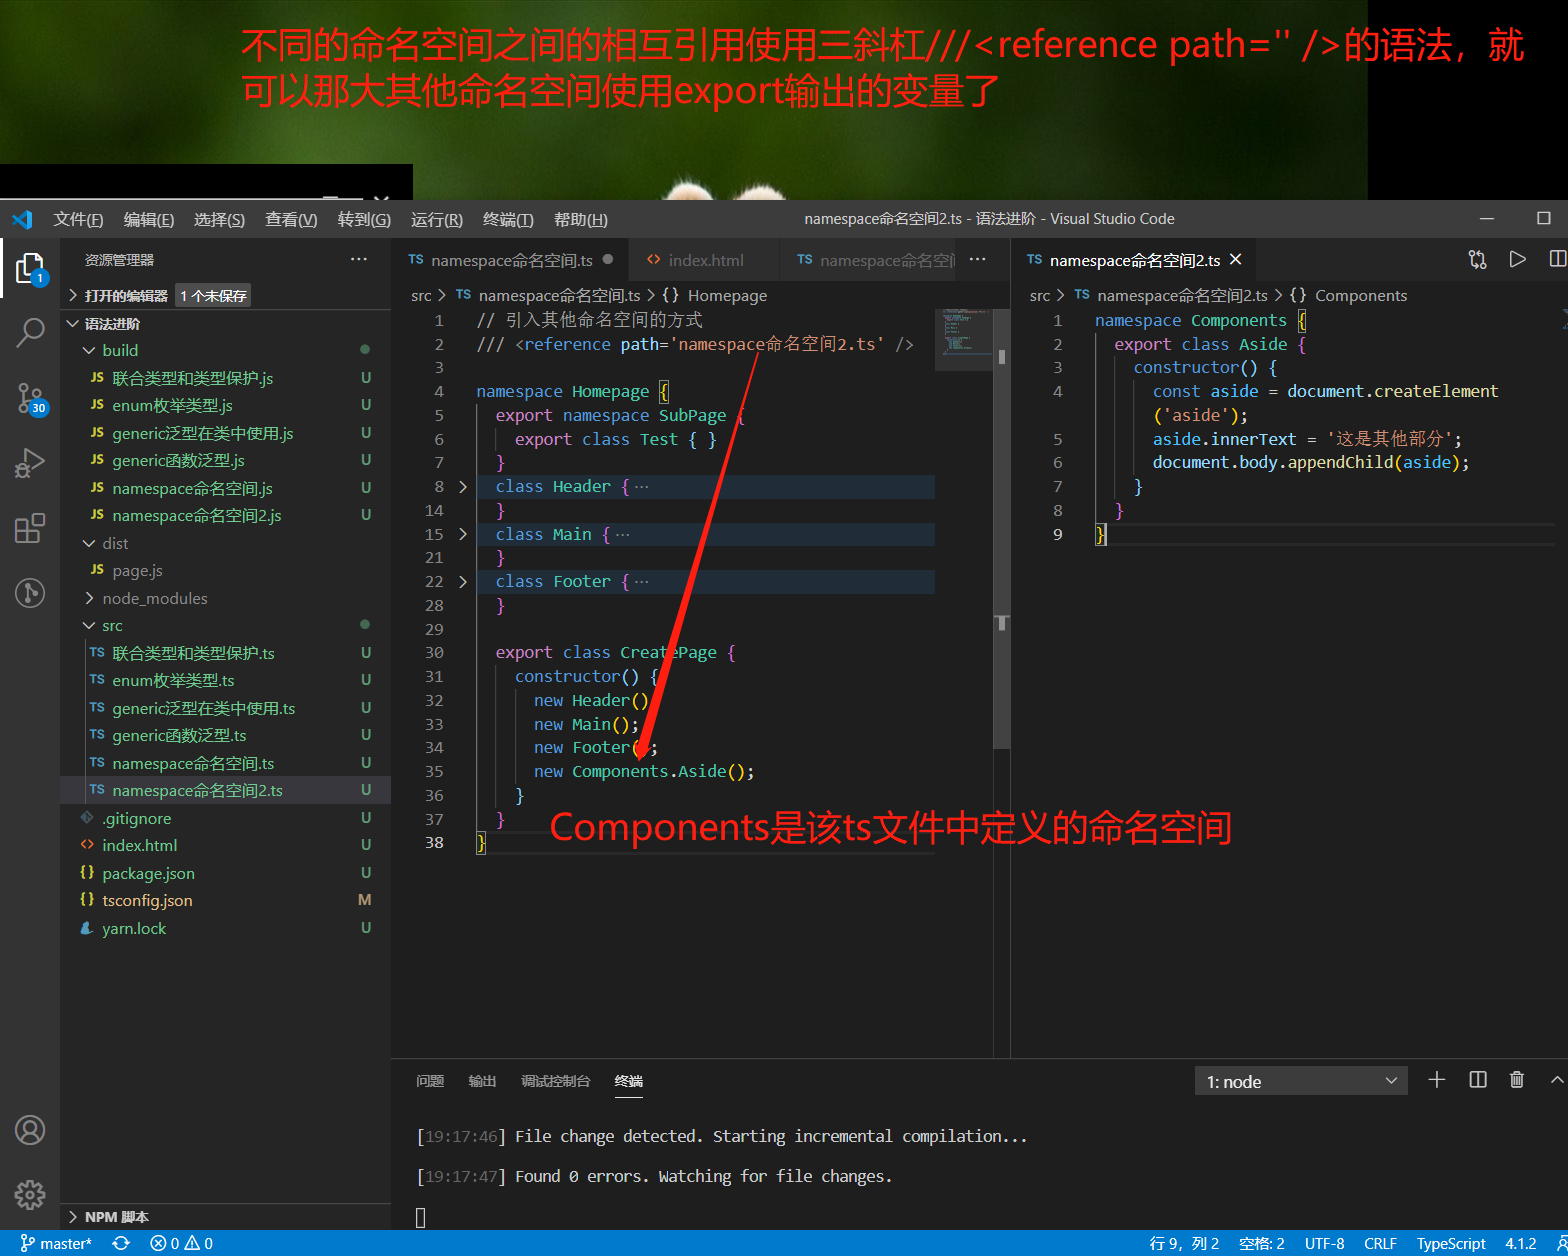 不同的命名空间之间的相互引用使用三斜杠///<reference path='' />的语法，就
可以那大其他命名空间使用export输出的变量了
文件(F) 编辑(E) 选择(S) 查看(V) 转到(G) 运行(R) 终端(T) 帮助(H) namespace命名空间2.ts - 语法进阶 - Visual Studio Code
资源管理器 ···
打开的编辑器 1 个未保存
语法进阶
build
JS 联合类型和类型保护.js U
JS enum枚举类型.js U
JS generic泛型在类中使用.js U
JS generic函数泛型.js U
JS namespace命名空间.js U
JS namespace命名空间2.js U
dist
JS page.js
node_modules
src
TS 联合类型和类型保护.ts U
TS enum枚举类型.ts U
TS generic泛型在类中使用.ts U
TS generic函数泛型.ts U
TS namespace命名空间.ts U
TS namespace命名空间2.ts U
.gitignore U
<> index.html U
{} package.json U
{} tsconfig.json M
yarn.lock U
NPM 脚本
1
30
TS namespace命名空间.ts ● <> index.html TS namespace命名空间 ···
src > TS namespace命名空间.ts > {} Homepage
1 // 引入其他命名空间的方式
2 /// <reference path='namespace命名空间2.ts' />
3
4 namespace Homepage {
5 export namespace SubPage {
6 export class Test { }
7 }
8 > class Header { ···
14 }
15 > class Main { ···
21 }
22 > class Footer { ···
28 }
29
30 export class CreatePage {
31 constructor() {
32 new Header()
33 new Main();
34 new Footer();
35 new Components.Aside();
36 }
37 }
38 }
Components是该ts文件中定义的命名空间
TS namespace命名空间2.ts ×
src > TS namespace命名空间2.ts > {} Components
1 namespace Components {
2 export class Aside {
3 constructor() {
4 const aside = document.createElement
('aside');
5 aside.innerText = '这是其他部分';
6 document.body.appendChild(aside);
7 }
8 }
9 }
问题 输出 调试控制台 终端 1: node
[19:17:46] File change detected. Starting incremental compilation...
[19:17:47] Found 0 errors. Watching for file changes.
master* 0 0 行 9，列 2 空格: 2 UTF-8 CRLF TypeScript 4.1.2